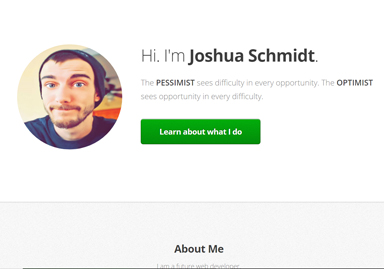 Hi. I'm Joshua Schmidt.
The PESSIMIST sees difficulty in every opportunity. The OPTIMIST
sees opportunity in every difficulty.
Learn about what I do
About Me
I am a future web developer